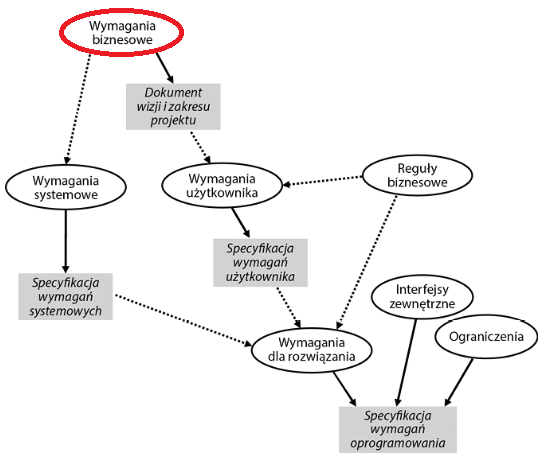 Wymagania
biznesowe
Dokument
wizji i zakresu
projektu
Wymagania
systemowe
Wymagania
użytkownika
Reguły
biznesowe
Specyfikacja
wymagań
systemowych
Specyfikacja
wymagań
użytkownika
Interfejsy
zewnętrzne
Ograniczenia
Wymagania
dla rozwiązania
Specyfikacja
wymagań
oprogramowania